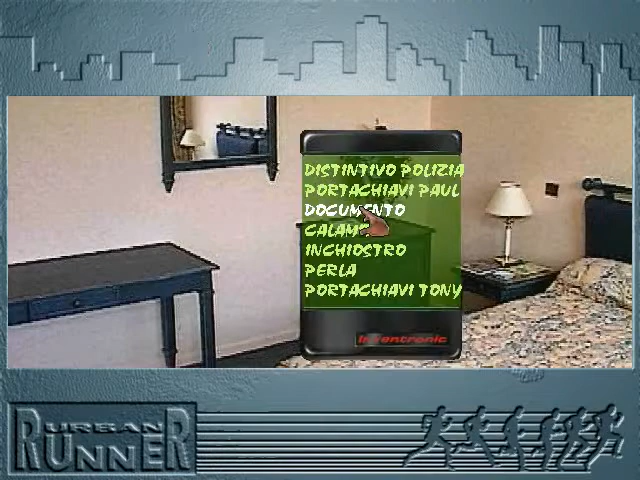 DISTINTIVO POLIZIA
PORTACHIAVI PAUL
DOCUMENTO
INCHIOSTRO
PERLA
PORTACHIAVI TONY
Inventronic
URBAN
RUNNER